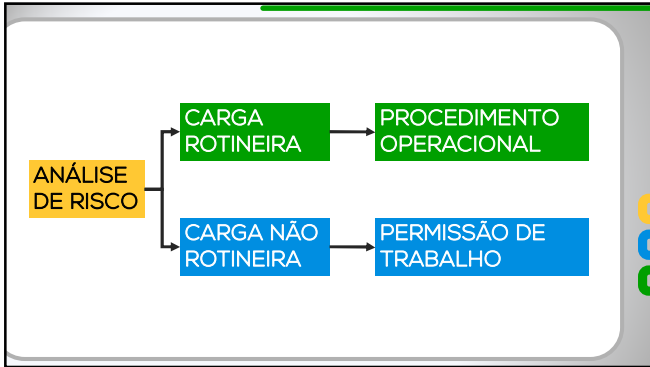 CARGA
ROTINEIRA
PROCEDIMENTO
OPERACIONAL
ANÁLISE
DE RISCO
CARGA NÃO
ROTINEIRA
PERMISSÃO DE
TRABALHO